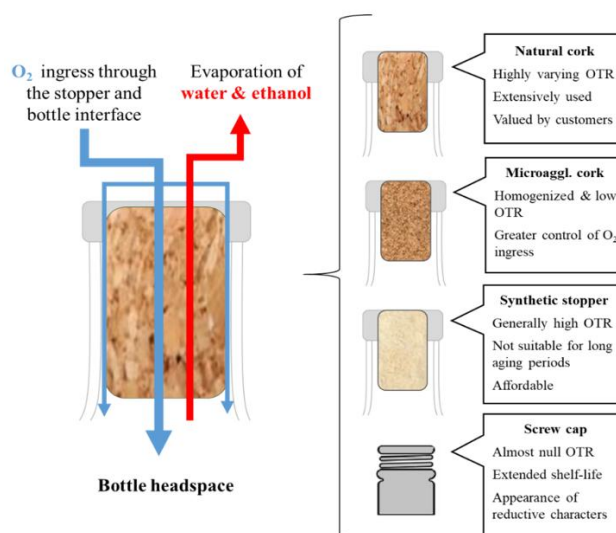 O₂ ingress through
the stopper and
bottle interface
Evaporation of
water & ethanol
Bottle headspace
Natural cork
Highly varying OTR
Extensively used
Valued by customers
Microaggl. cork
Homogenized & low
OTR
Greater control of O₂
ingress
Synthetic stopper
Generally high OTR
Not suitable for long
aging periods
Affordable
Screw cap
Almost null OTR
Extended shelf-life
Appearance of
reductive characters